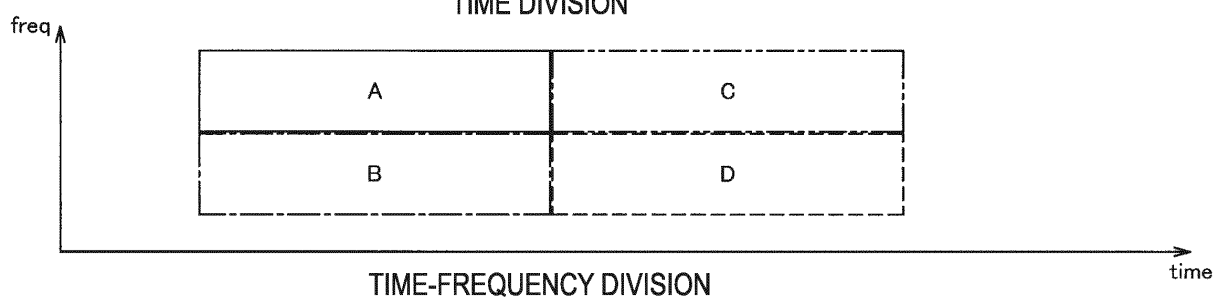 TIME DIVISION
freq
A
C
B
D
time
TIME-FREQUENCY DIVISION